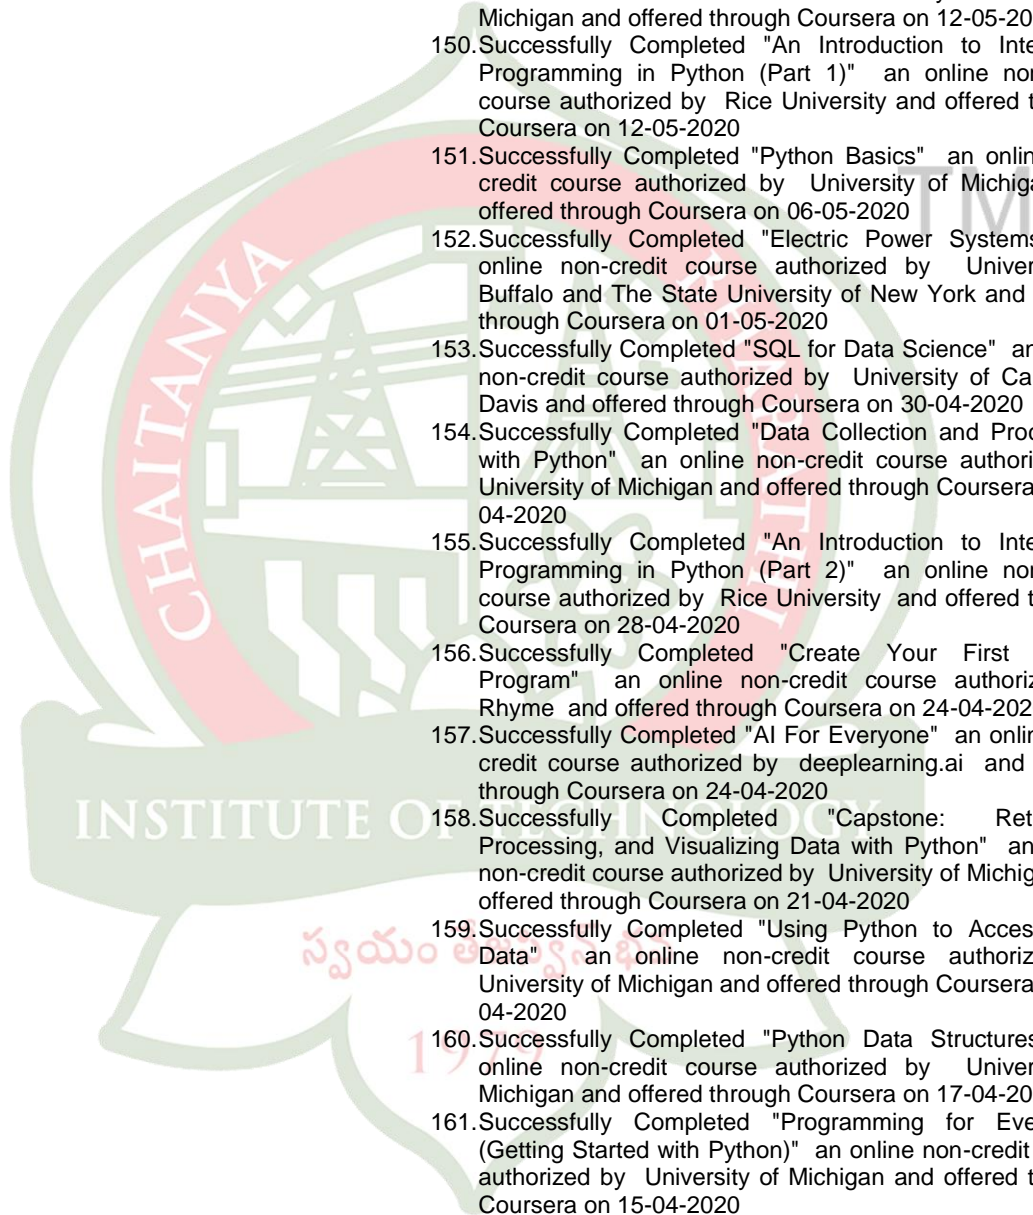 Michigan and offered through Coursera on 12-05-20
150.Successfully Completed "An Introduction to Inte
Programming in Python (Part 1)" an online no
course authorized by Rice University and offered t
Coursera on 12-05-2020
151.Successfully Completed "Python Basics" an onlin
credit course authorized by University of Michig
offered through Coursera on 06-05-2020
152.Successfully Completed "Electric Power Systems
online non-credit course authorized by Univer
Buffalo and The State University of New York and
through Coursera on 01-05-2020
153.Successfully Completed "SQL for Data Science" an
non-credit course authorized by University of Ca
Davis and offered through Coursera on 30-04-2020
154.Successfully Completed "Data Collection and Proc
with Python" an online non-credit course authori
University of Michigan and offered through Coursera
04-2020
155.Successfully Completed "An Introduction to Inte
Programming in Python (Part 2)" an online no
course authorized by Rice University and offered t
Coursera on 28-04-2020
156.Successfully Completed "Create Your First
Program" an online non-credit course authoriz
Rhyme and offered through Coursera on 24-04-202
157.Successfully Completed "AI For Everyone" an onlin
credit course authorized by deeplearning.ai and
through Coursera on 24-04-2020
158.Successfully Completed "Capstone: Ret
Processing, and Visualizing Data with Python" an
non-credit course authorized by University of Michig
offered through Coursera on 21-04-2020
159.Successfully Completed "Using Python to Acces
Data" an online non-credit course authoriz
University of Michigan and offered through Coursera
04-2020
160.Successfully Completed "Python Data Structures
online non-credit course authorized by Univer
Michigan and offered through Coursera on 17-04-20
161.Successfully Completed "Programming for Eve
(Getting Started with Python)" an online non-credit
authorized by University of Michigan and offered t
Coursera on 15-04-2020
TM
CHAITANYA BHARATHI
INSTITUTE OF TECHNOLOGY
స్వయం తేజస్విన్ భవ
1979